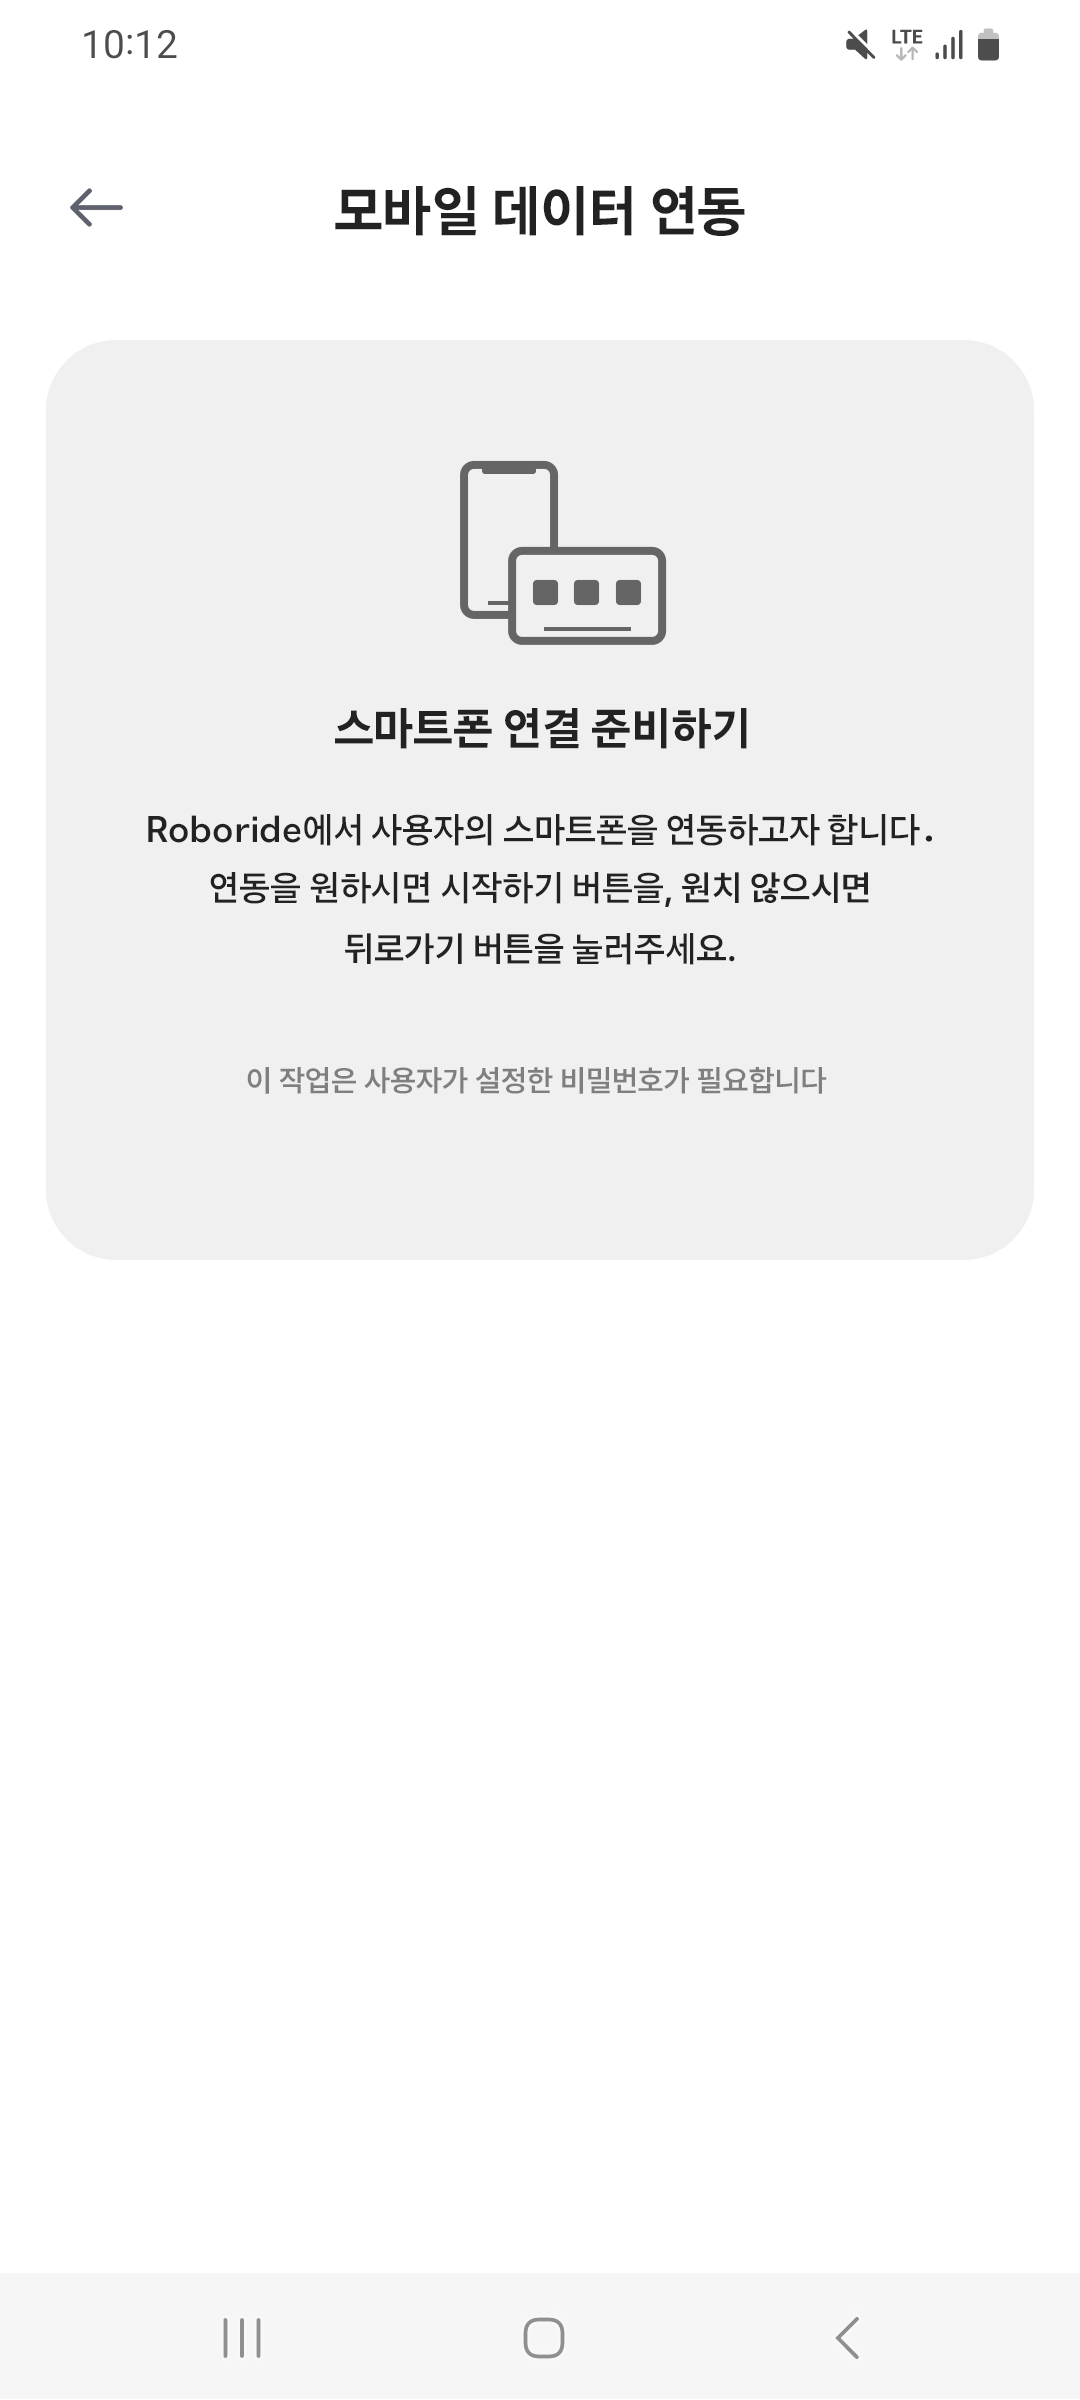 10:12
LTE
모바일 데이터 연동
스마트폰 연결 준비하기
Roboride에서 사용자의 스마트폰을 연동하고자 합니다.
연동을 원하시면 시작하기 버튼을, 원치 않으시면
뒤로가기 버튼을 눌러주세요.
이 작업은 사용자가 설정한 비밀번호가 필요합니다